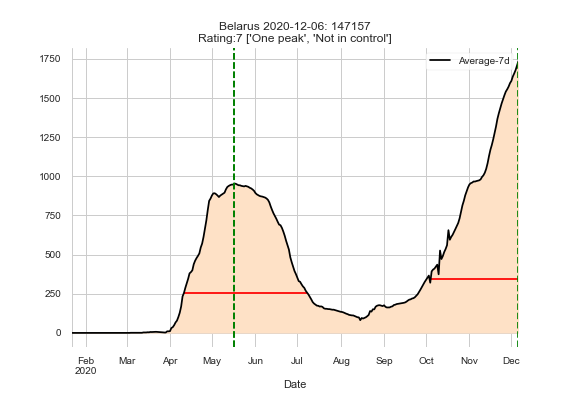 Belarus 2020-12-06: 147157
Rating:7 ['One peak', 'Not in control']
Average-7d
1750
1500
1250
1000
750
500
250
0
Feb Mar Apr May Jun Jul Aug Sep Oct Nov Dec
2020
Date